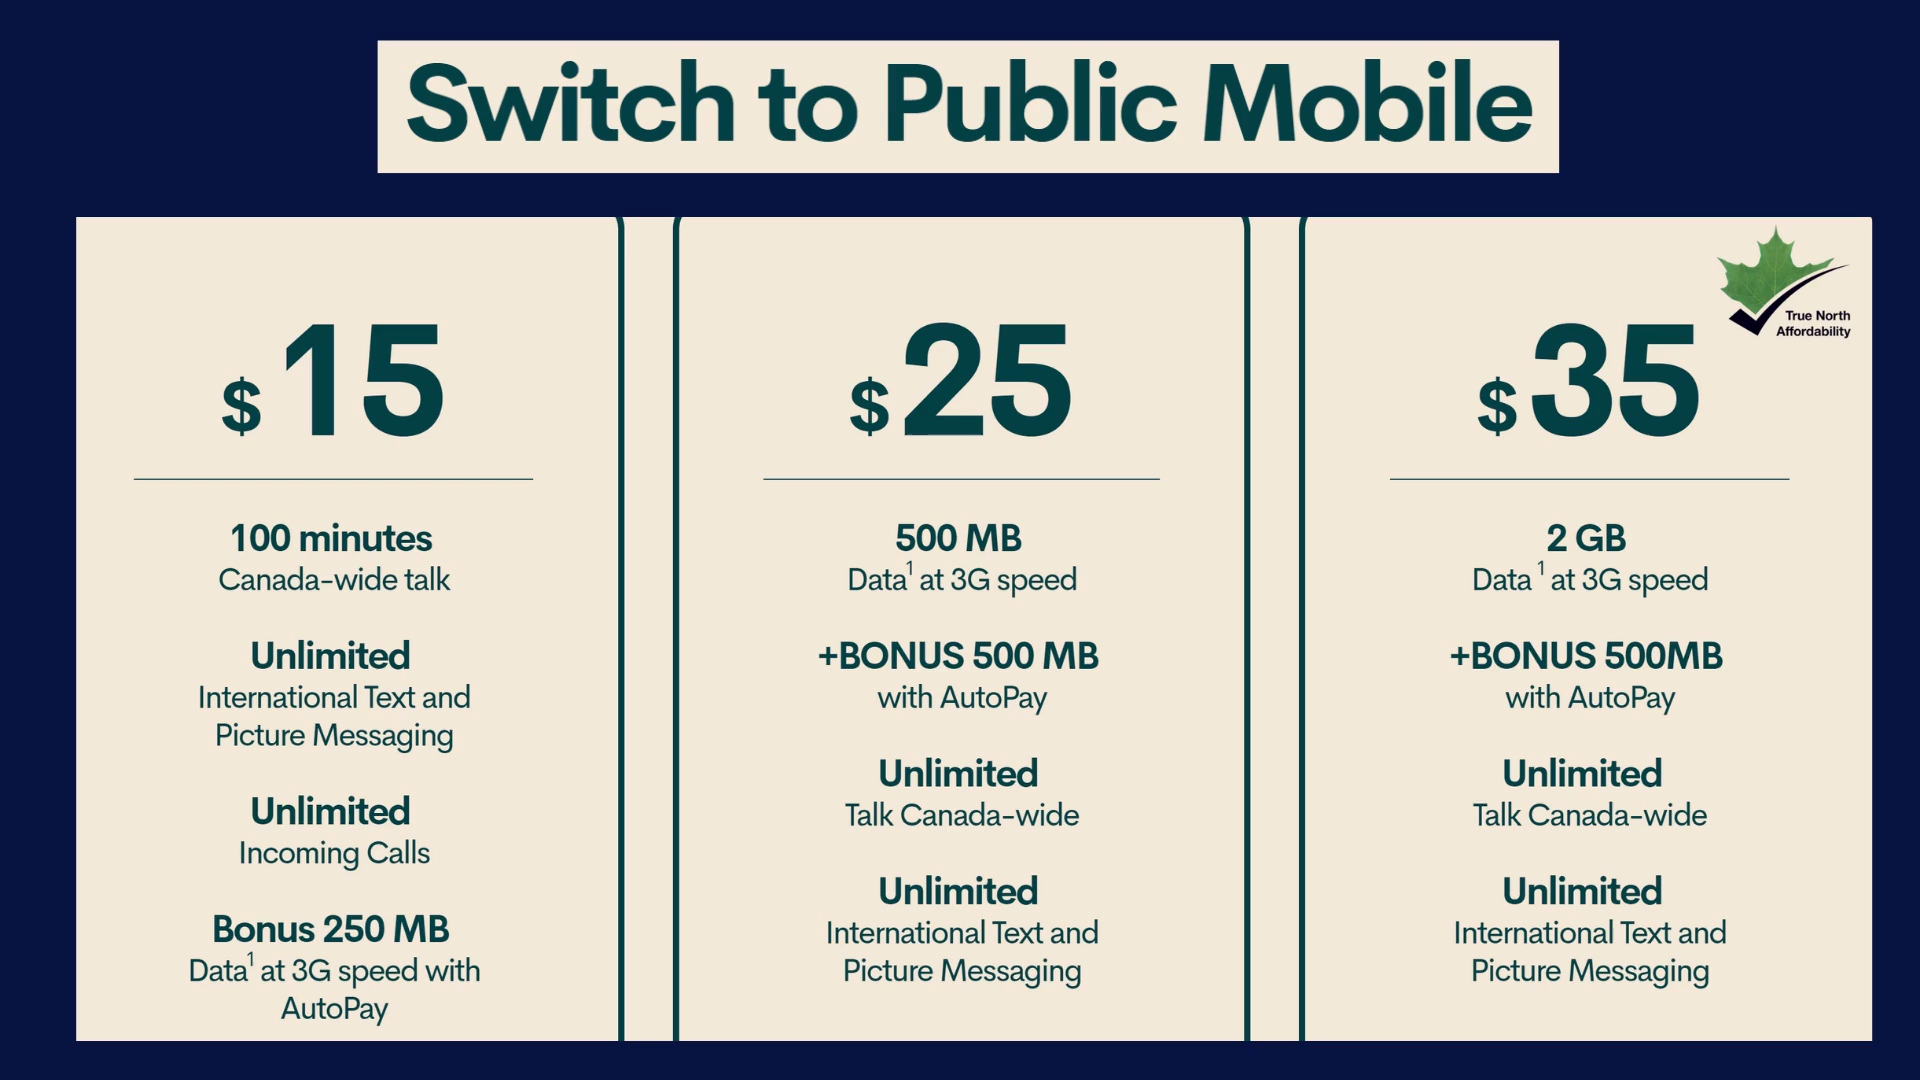 Switch to Public Mobile
$15
100 minutes
Canada-wide talk
Unlimited
International Text and
Picture Messaging
Unlimited
Incoming Calls
Bonus 250 MB
Data¹ at 3G speed with
AutoPay
$25
500 MB
Data¹ at 3G speed
+BONUS 500 MB
with AutoPay
Unlimited
Talk Canada-wide
Unlimited
International Text and
Picture Messaging
True North
Affordability
$35
2 GB
Data ¹ at 3G speed
+BONUS 500MB
with AutoPay
Unlimited
Talk Canada-wide
Unlimited
International Text and
Picture Messaging